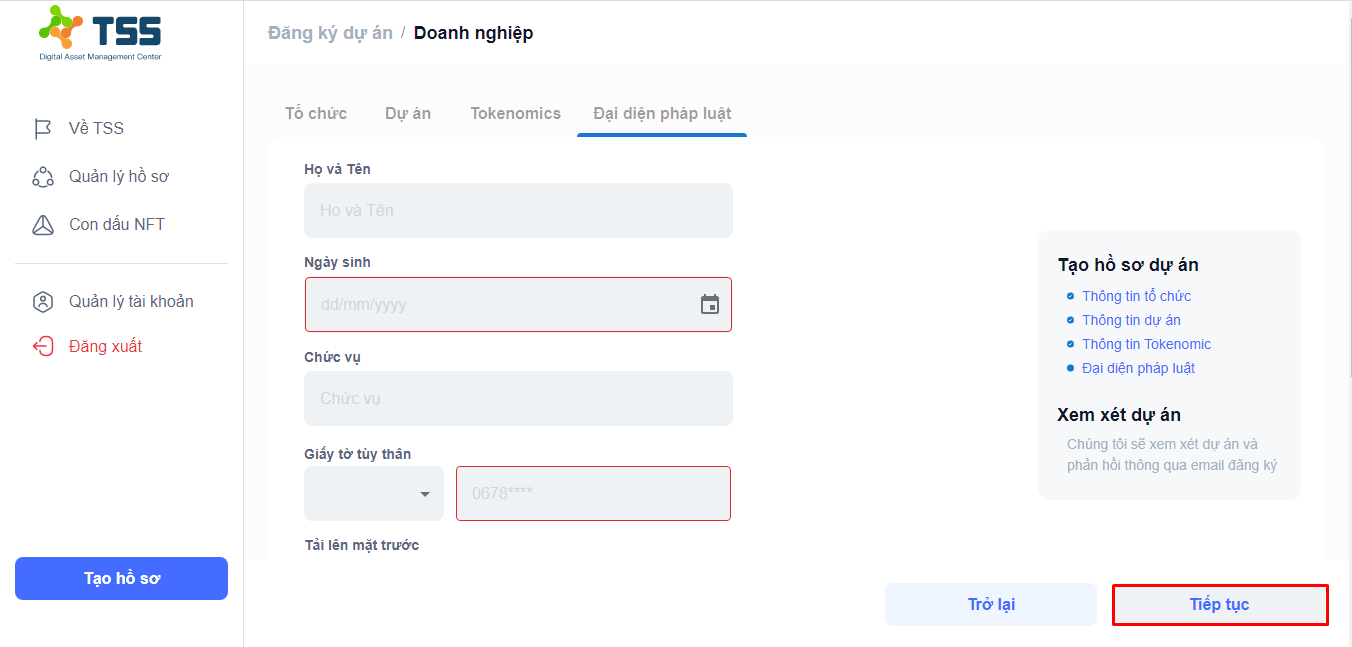 TSS
Digital Asset Management Center
Về TSS
Quản lý hồ sơ
Con dấu NFT
Quản lý tài khoản
Đăng xuất
Tạo hồ sơ
Đăng ký dự án / Doanh nghiệp
Tổ chức Dự án Tokenomics Đại diện pháp luật
Họ và Tên
Họ và Tên
Ngày sinh
dd/mm/yyyy
Chức vụ
Chức vụ
Giấy tờ tùy thân
0678****
Tải lên mặt trước
Tạo hồ sơ dự án
Thông tin tổ chức
Thông tin dự án
Thông tin Tokenomic
Đại diện pháp luật
Xem xét dự án
Chúng tôi sẽ xem xét dự án và
phản hồi thông qua email đăng ký
Trở lại
Tiếp tục